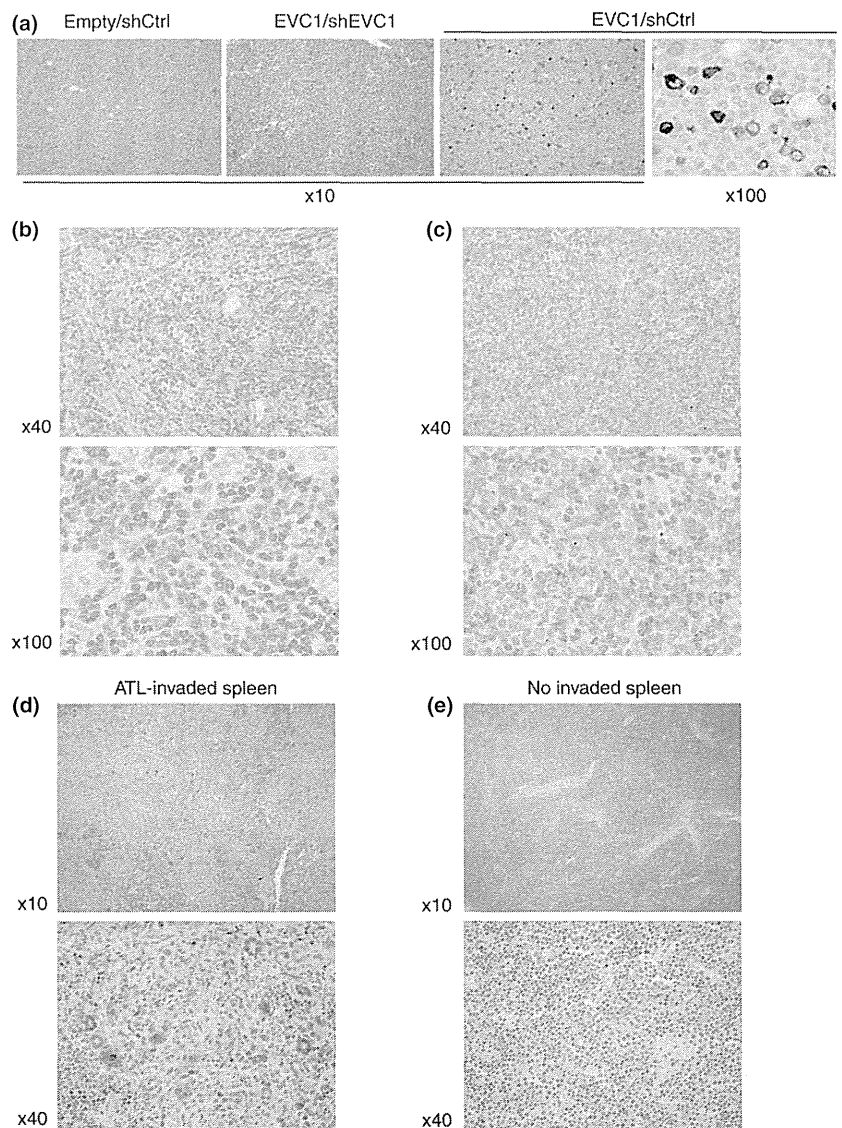 (a) Empty/shCtrl EVC1/shEVC1 EVC1/shCtrl
x10 x100
(b) (c)
x40 x40
x100 x100
ATL-invaded spleen No invaded spleen
(d) (e)
x10 x10
x40 x40